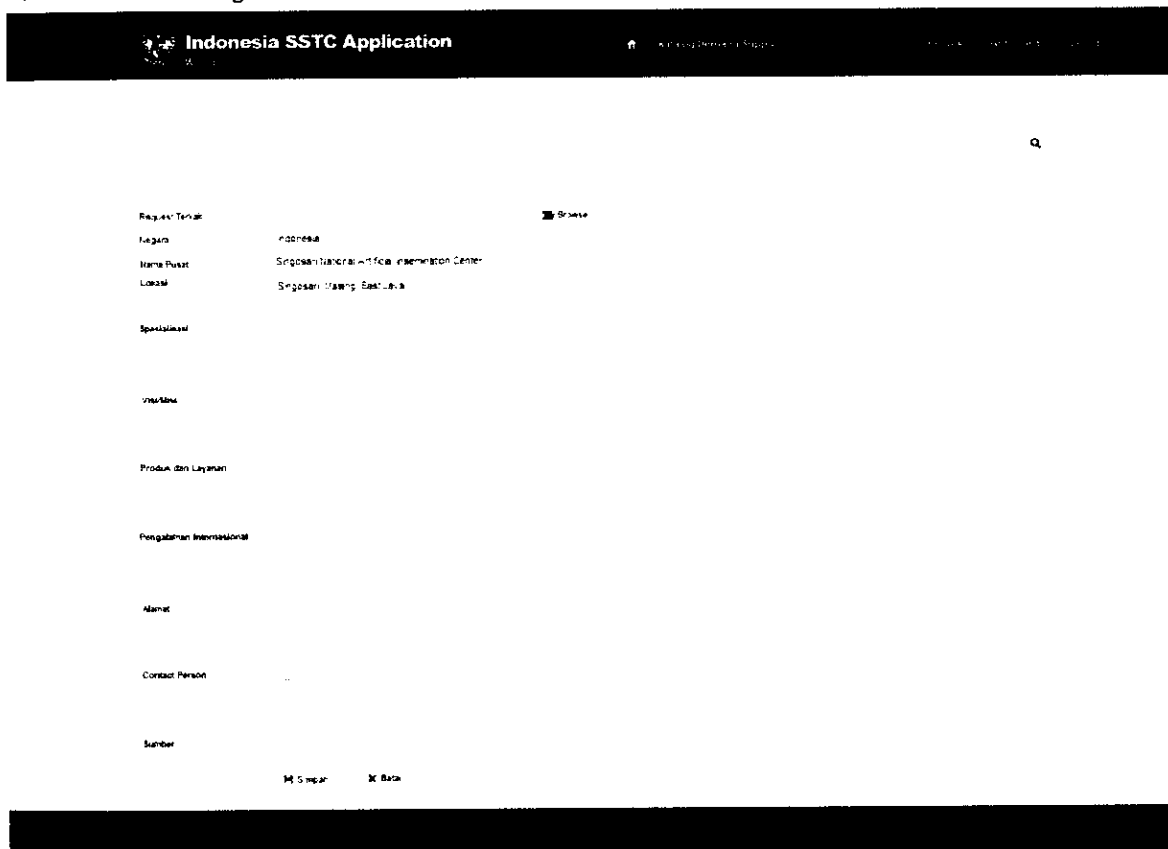 Indonesia SSTC Application
Request Terkait Browse
Negara Indonesia
Nama Pusat Singosari National Artificial Insemination Center
Lokasi Singosari, Malang, East Java
Spesialisasi
Visi/Misi
Produk dan Layanan
Pengalaman Internasional
Alamat
Contact Person
Sumber
Simpan Batal